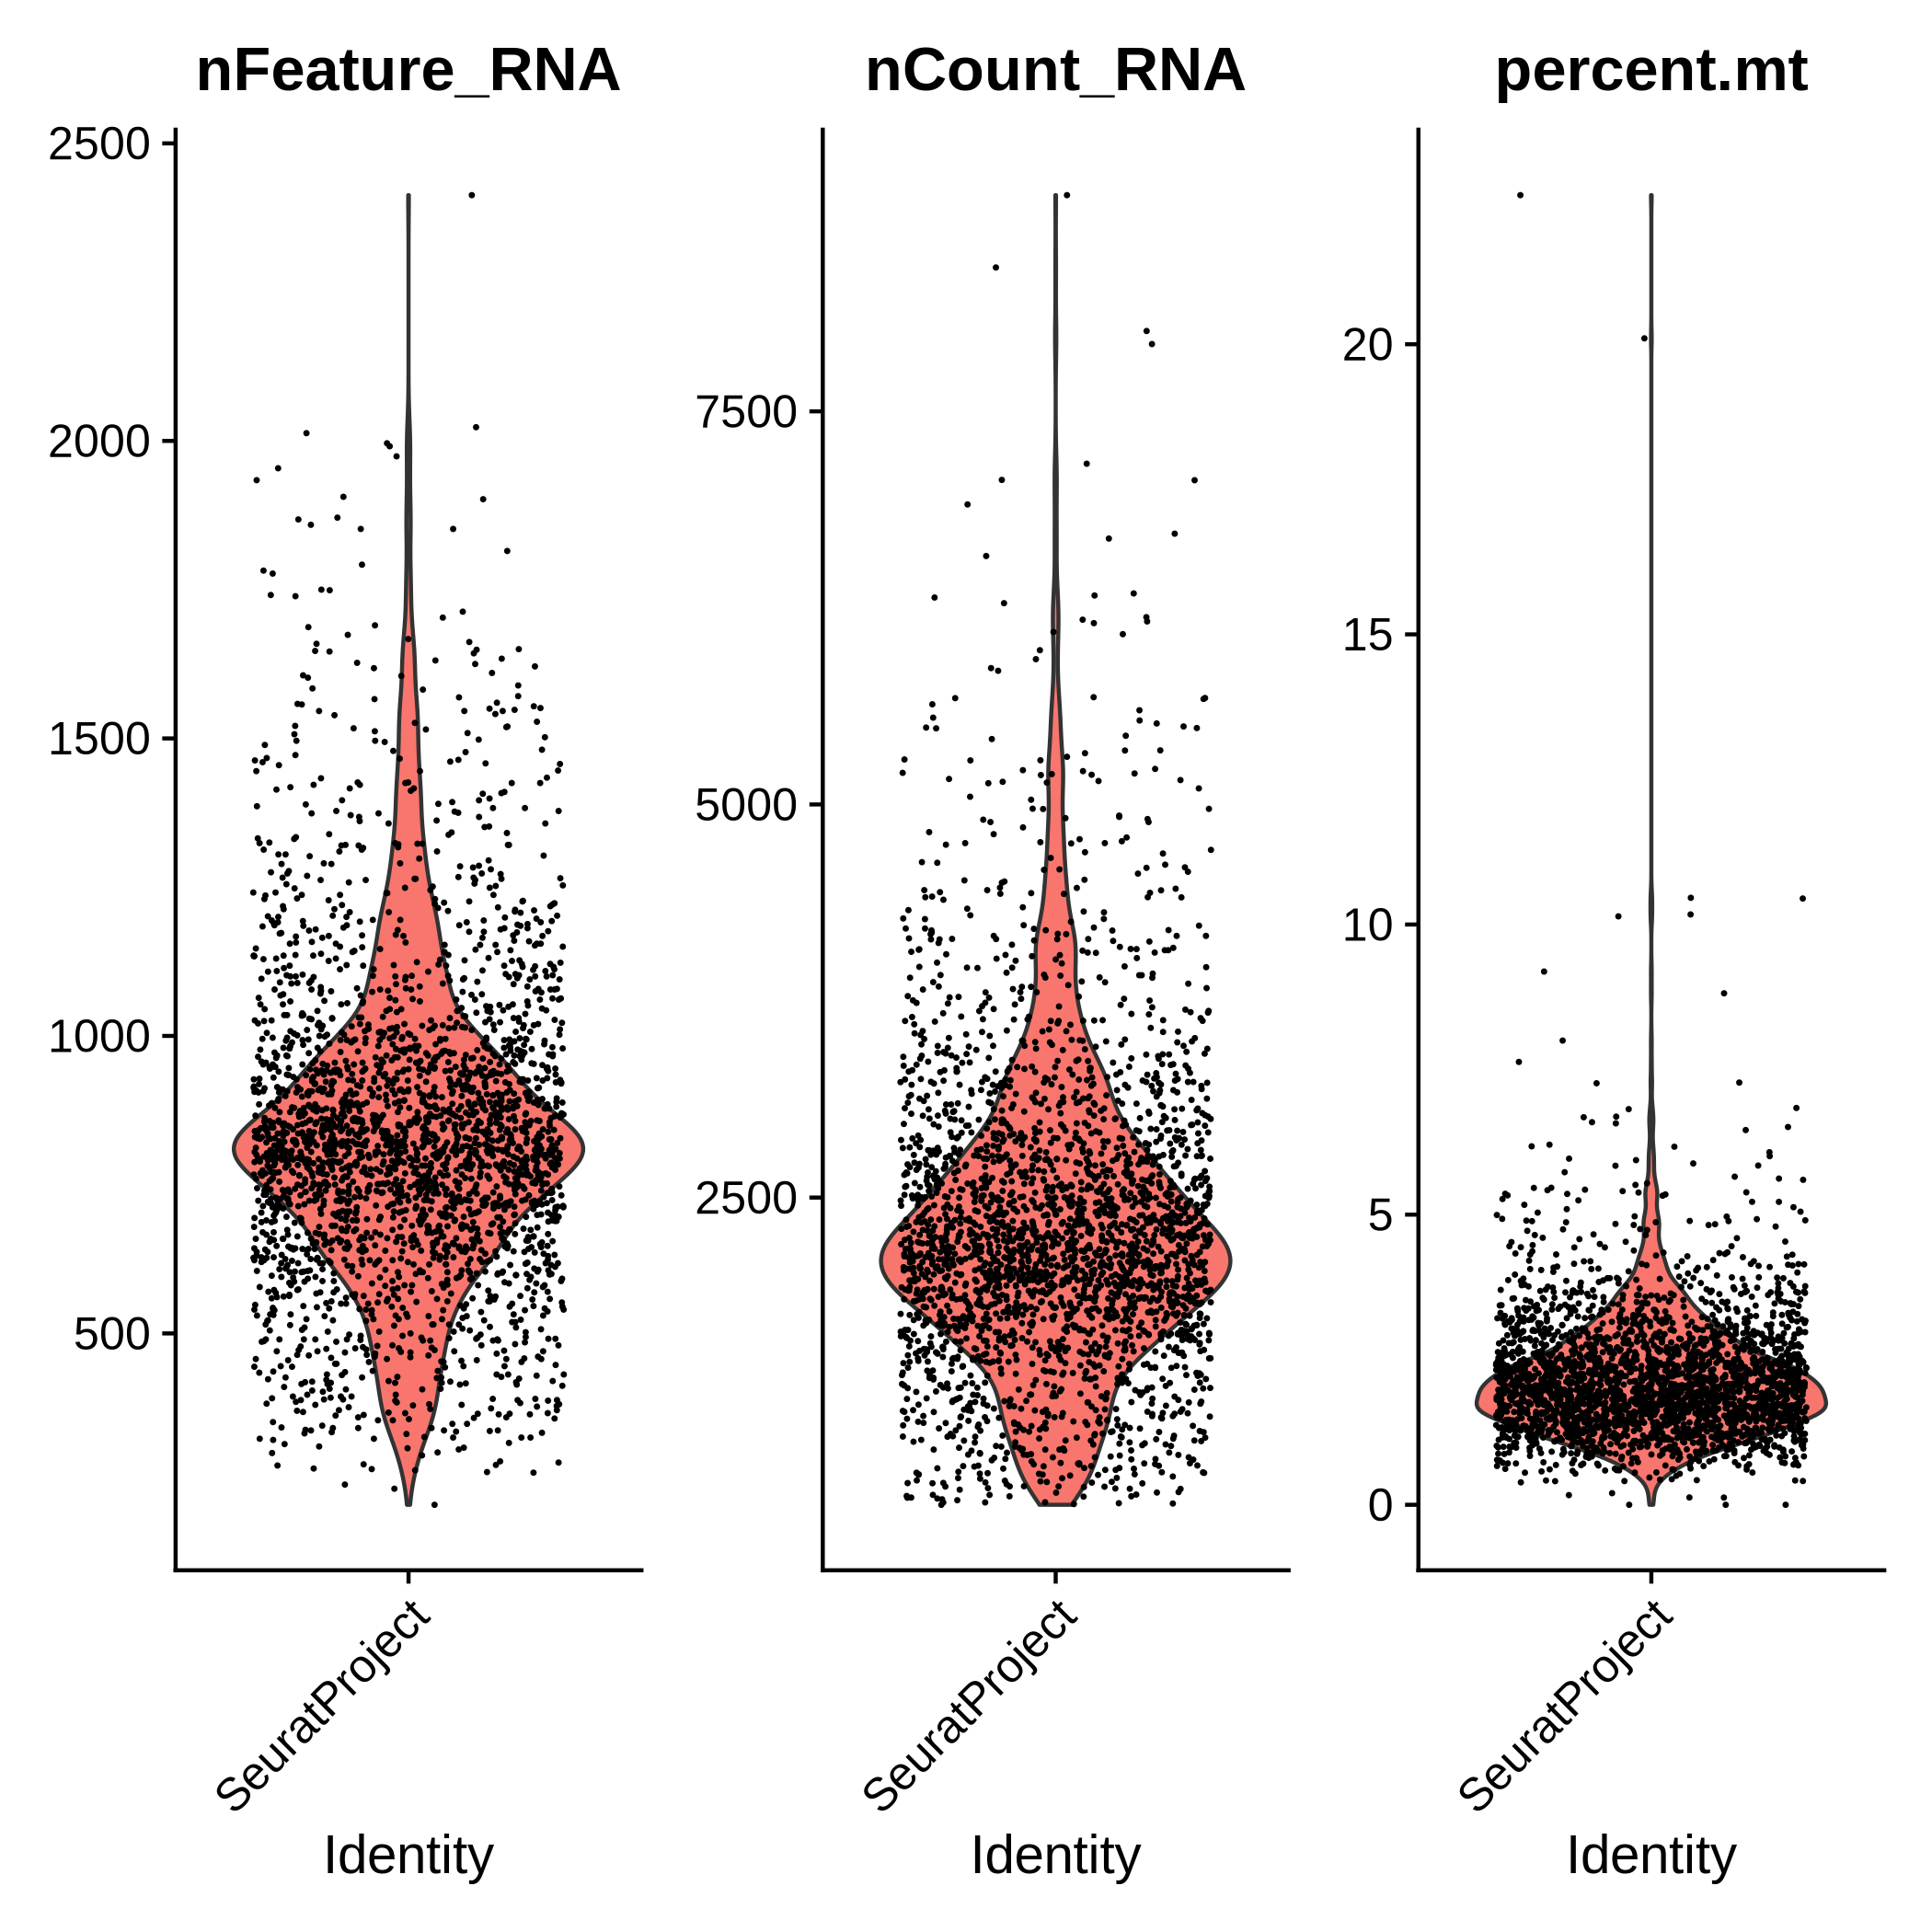 nFeature_RNA
2500
2000
1500
1000
500
SeuratProject
Identity
nCount_RNA
7500
5000
2500
SeuratProject
Identity
percent.mt
20
15
10
5
0
SeuratProject
Identity